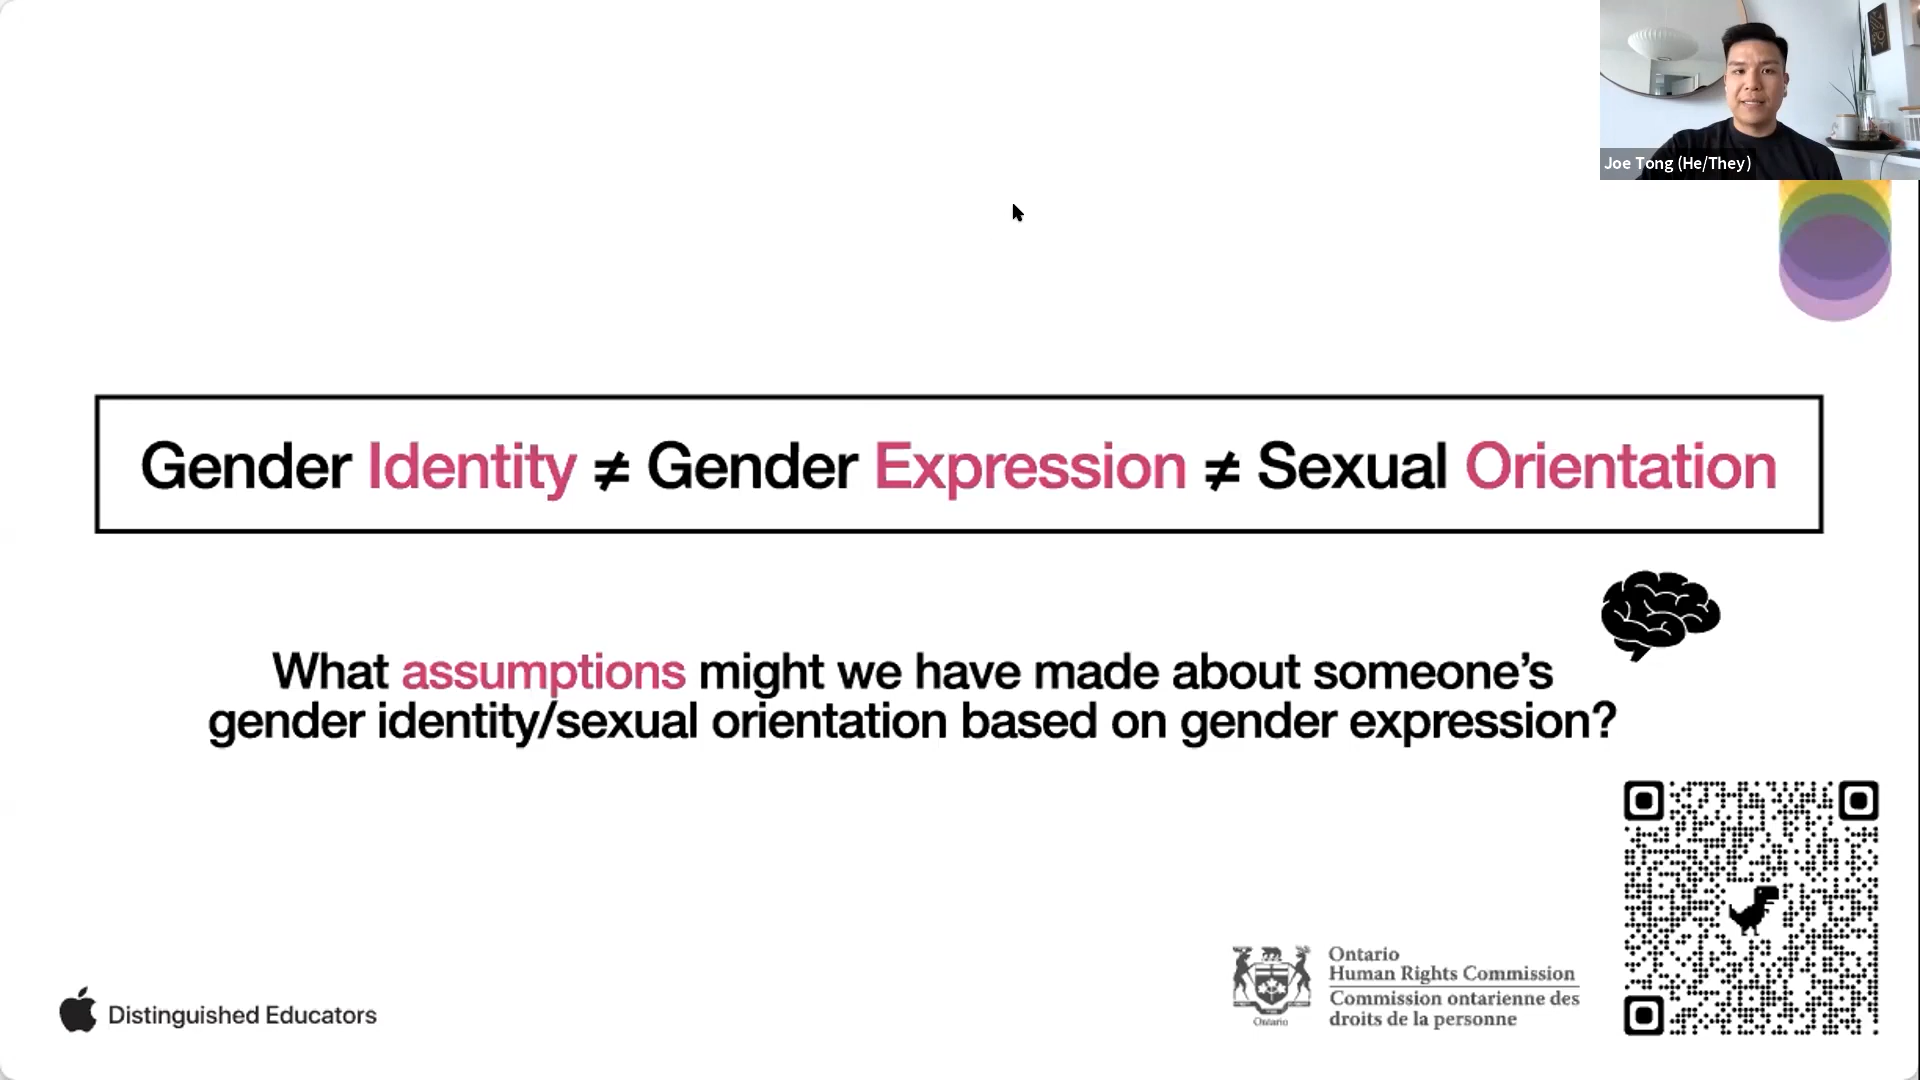 Joe Tong (He/They)
Gender Identity ≠ Gender Expression ≠ Sexual Orientation
What assumptions might we have made about someone’s
gender identity/sexual orientation based on gender expression?
Distinguished Educators
Ontario
Ontario
Human Rights Commission
Commission ontarienne des
droits de la personne